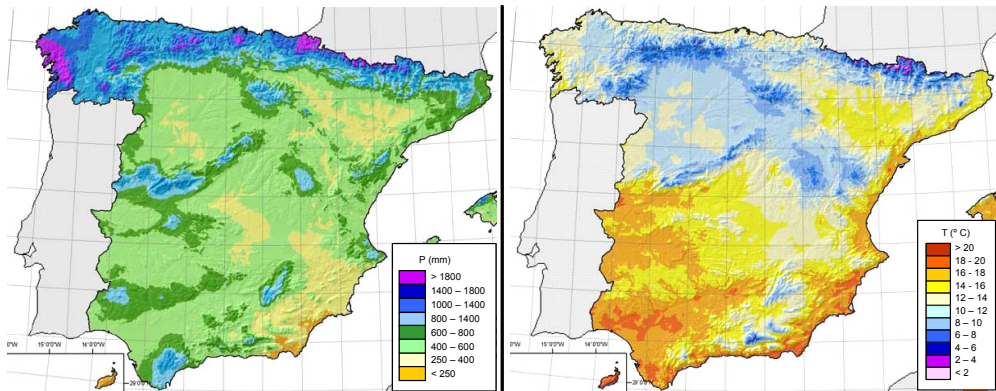 P (mm)
> 1800
1400 – 1800
1000 – 1400
800 – 1400
600 – 800
400 – 600
250 – 400
< 250
15°0'0"W
14°0'0"W
T (º C)
> 20
18 - 20
16 - 18
14 - 16
12 - 14
10 - 12
8 – 10
6 - 8
4 - 6
2 - 4
< 2
15°0'0"W
14°0'0"W